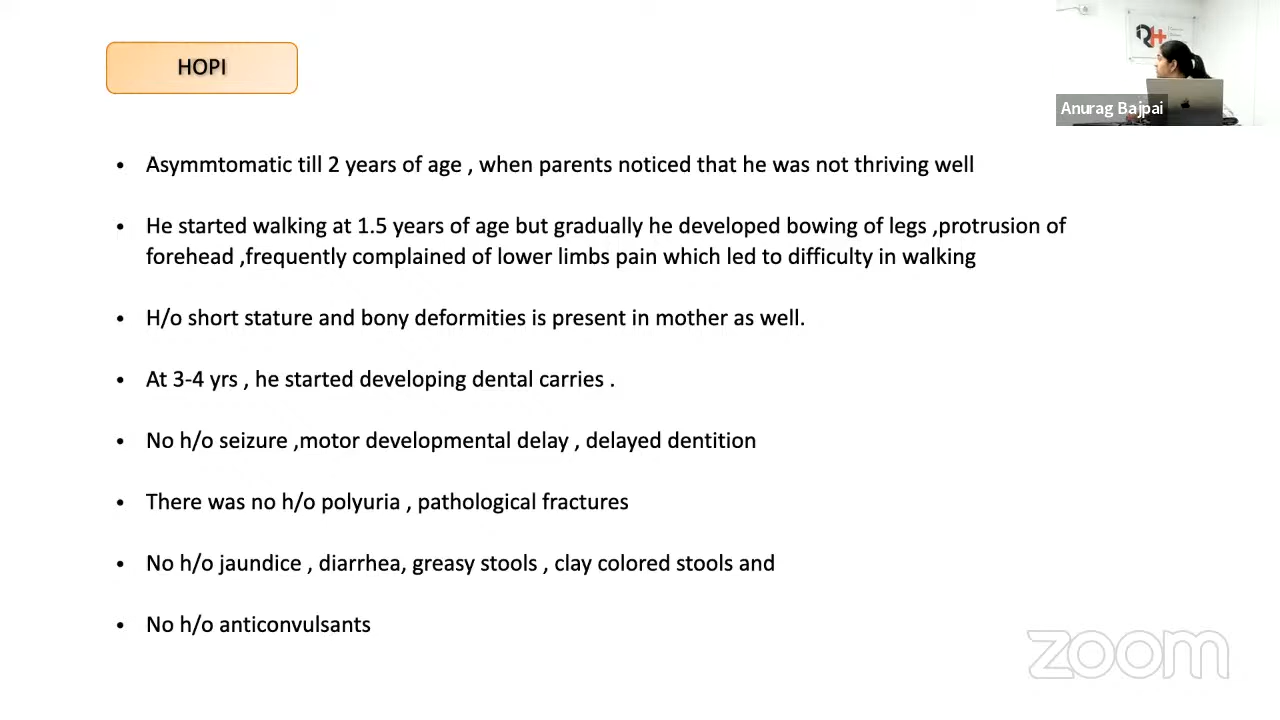 HOPI
Anurag Bajpai
• Asymmtomatic till 2 years of age , when parents noticed that he was not thriving well
• He started walking at 1.5 years of age but gradually he developed bowing of legs ,protrusion of
forehead ,frequently complained of lower limbs pain which led to difficulty in walking
• H/o short stature and bony deformities is present in mother as well.
• At 3-4 yrs , he started developing dental carries .
• No h/o seizure ,motor developmental delay , delayed dentition
• There was no h/o polyuria , pathological fractures
• No h/o jaundice , diarrhea, greasy stools , clay colored stools and
• No h/o anticonvulsants
zoom